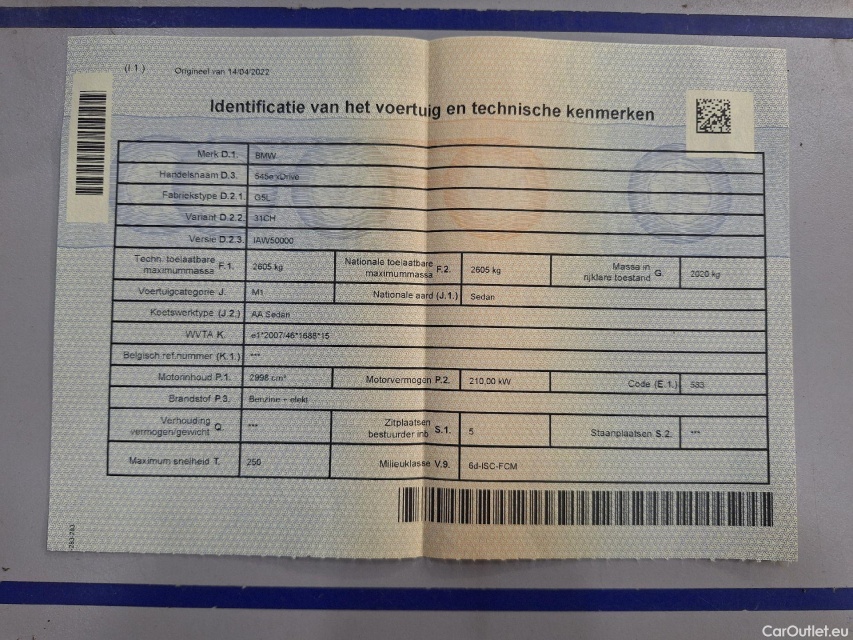 (I 1 ) Origineel van 14/04/2022
Identificatie van het voertuig en technische kenmerken
Merk D.1. BMW
Handelsnaam D.3. 545e xDrive
Fabriekstype D.2.1. G5L
Variant D.2.2. 31CH
Versie D.2.3. IAW50000
Techn. toelaatbare maximummassa F.1. 2605 kg Nationale toelaatbare maximummassa F.2. 2605 kg Massa in rijklare toestand G. 2020 kg
Voertuigcategorie J. M1 Nationale aard (J.1.) Sedan
Koetswerktype (J.2.) AA Sedan
WVTA K. e1*2007/46*1688*15
Belgisch ref.nummer (K.1.) ***
Motorinhoud P.1. 2998 cm³ Motorvermogen P.2. 210,00 kW Code (E.1.) 583
Brandstof P.3. Benzine + elekt
Verhouding vermogen/gewicht Q. *** Zitplaatsen bestuurder inb. S.1. 5 Staanplaatsen S.2. ***
Maximum snelheid T. 250 Milieuklasse V.9. 6d-ISC-FCM
CarOutlet.eu